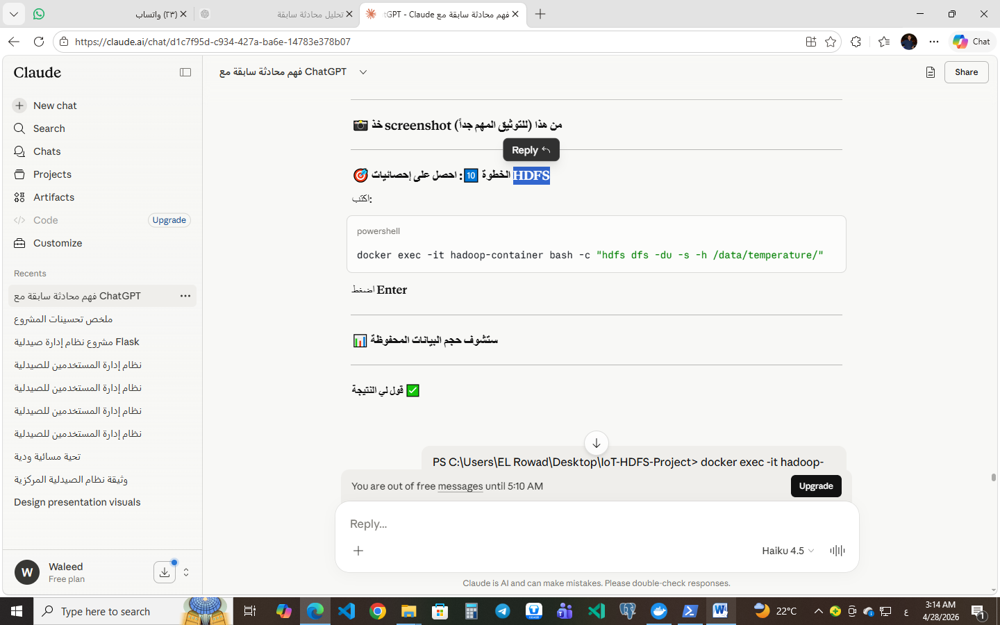 (٢٣) واتساب
تحليل محادثة سابقة
فهم محادثة سابقة مع tGPT - Claude
https://claude.ai/chat/d1c7f95d-c934-427a-ba6e-14783e378b07
Chat
Claude
فهم محادثة سابقة مع ChatGPT
Share
New chat
Search
Chats
Projects
Artifacts
Code
Upgrade
Customize
Recents
فهم محادثة سابقة مع ChatGPT
ملخص تحسينات المشروع
مشروع نظام إدارة صيدلية Flask
نظام إدارة المستخدمين للصيدلية
نظام إدارة المستخدمين للصيدلية
نظام إدارة المستخدمين للصيدلية
نظام إدارة المستخدمين للصيدلية
تحية مسائية ودية
وثيقة نظام الصيدلية المركزية
Design presentation visuals
W
Waleed
Free plan
📸 خذ screenshot من هذا (للتوثيق المهم جداً)
Reply
🎯 الخطوة 🔟: احصل على إحصائيات HDFS
اكتب:
powershell
docker exec -it hadoop-container bash -c "hdfs dfs -du -s -h /data/temperature/"
اضغط Enter
📊 ستشوف حجم البيانات المحفوظة
قول لي النتيجة ✅
PS C:\Users\EL Rowad\Desktop\IoT-HDFS-Project> docker exec -it hadoop-
You are out of free messages until 5:10 AM
Upgrade
Reply...
Haiku 4.5
Claude is AI and can make mistakes. Please double-check responses.
Type here to search
22°C
ع
3:14 AM
4/28/2026
1